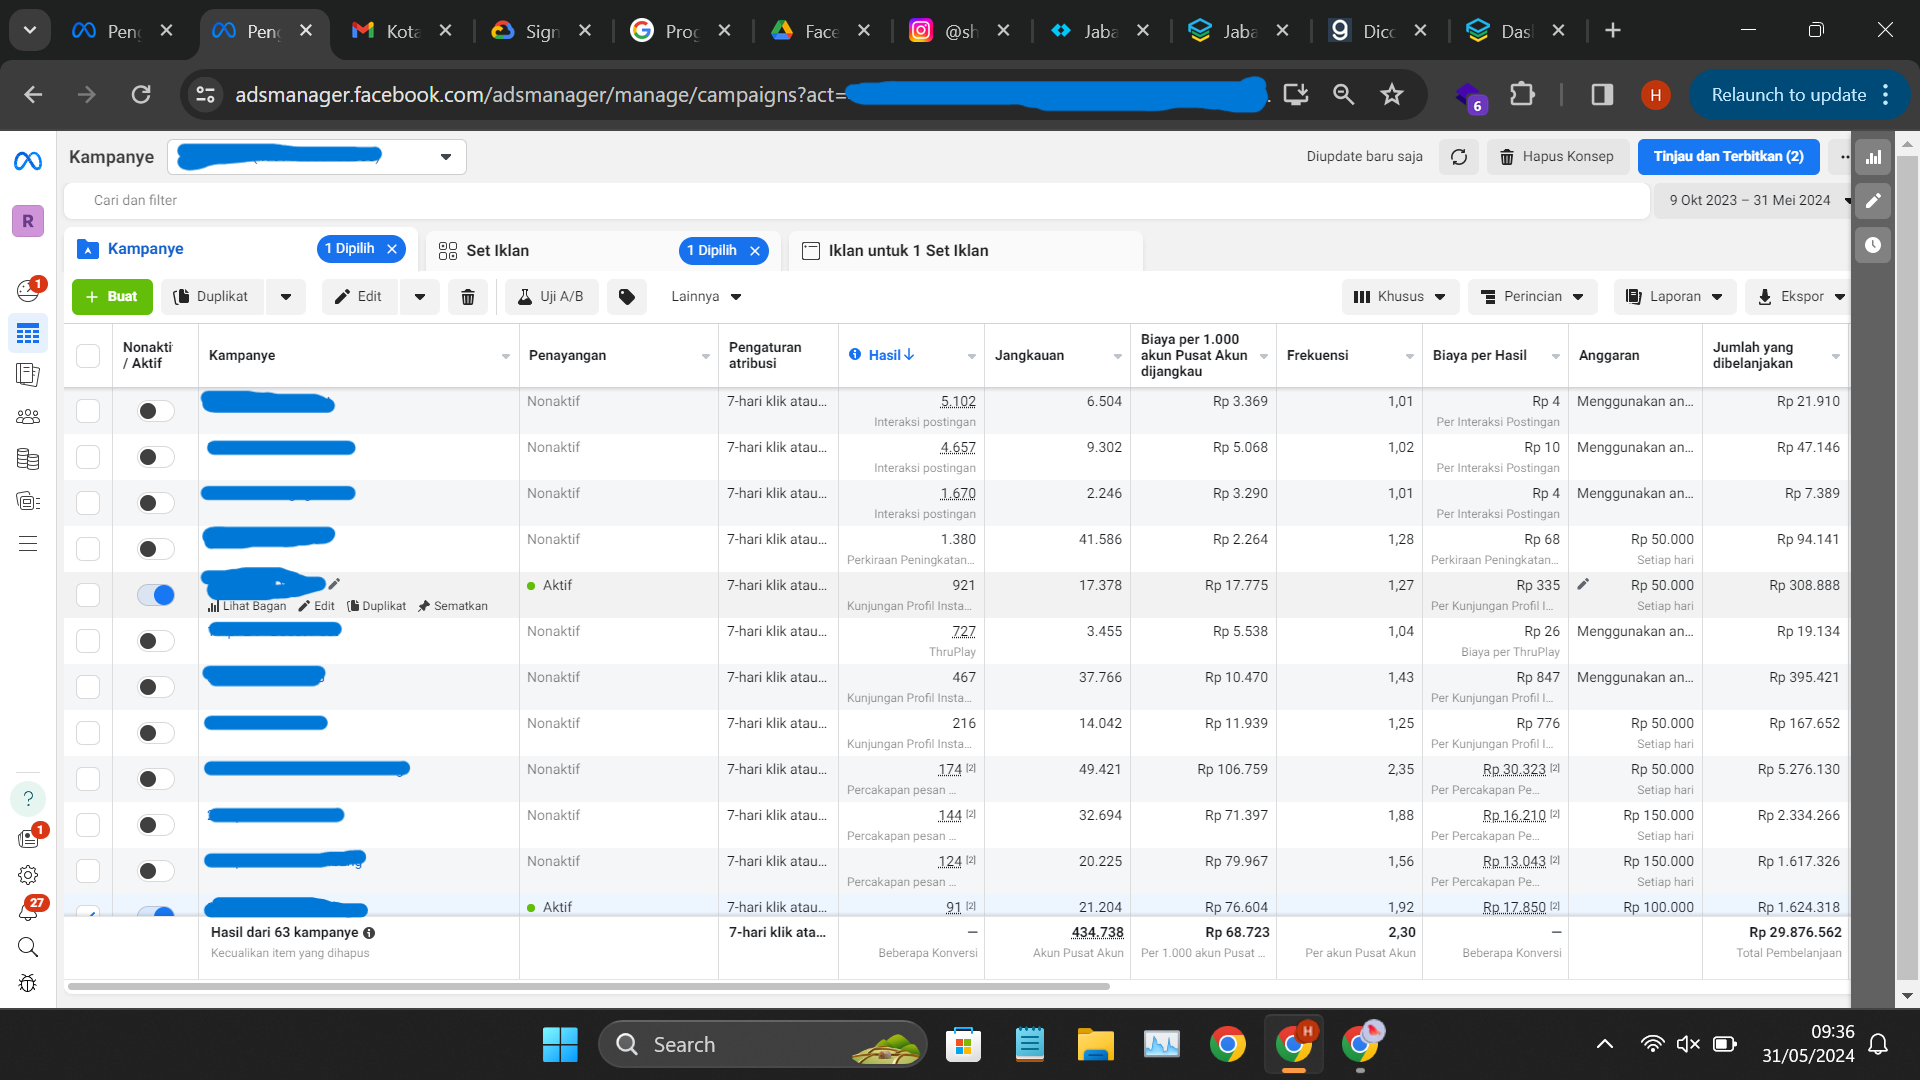 Peng
Peng
Kota
Sign
Prog
Face
@sh
Jaba
Jaba
Dicc
Dasl
adsmanager.facebook.com/adsmanager/manage/campaigns?act=
6
H
Relaunch to update
Kampanye
Diupdate baru saja
Hapus Konsep
Tinjau dan Terbitkan (2)
Cari dan filter
9 Okt 2023 – 31 Mei 2024
R
Kampanye
1 Dipilih
Set Iklan
1 Dipilih
Iklan untuk 1 Set Iklan
1
+ Buat
Duplikat
Edit
Uji A/B
Lainnya
Khusus
Perincian
Laporan
Ekspor
Nonakti
/ Aktif
Kampanye
Penayangan
Pengaturan
atribusi
Hasil↓
Jangkauan
Biaya per 1.000
akun Pusat Akun
dijangkau
Frekuensi
Biaya per Hasil
Anggaran
Jumlah yang
dibelanjakan
Nonaktif 7-hari klik atau... 5.102 6.504 Rp 3.369 1,01 Rp 4 Menggunakan an... Rp 21.910
Interaksi postingan Per Interaksi Postingan
Nonaktif 7-hari klik atau... 4.657 9.302 Rp 5.068 1,02 Rp 10 Menggunakan an... Rp 47.146
Interaksi postingan Per Interaksi Postingan
Nonaktif 7-hari klik atau... 1.670 2.246 Rp 3.290 1,01 Rp 4 Menggunakan an... Rp 7.389
Interaksi postingan Per Interaksi Postingan
Nonaktif 7-hari klik atau... 1.380 41.586 Rp 2.264 1,28 Rp 68 Rp 50.000 Rp 94.141
Perkiraan Peningkatan... Perkiraan Peningkatan... Setiap hari
Aktif 7-hari klik atau... 921 17.378 Rp 17.775 1,27 Rp 335 Rp 50.000 Rp 308.888
Lihat Bagan Edit Duplikat Sematkan Kunjungan Profil Insta... Per Kunjungan Profil I... Setiap hari
Nonaktif 7-hari klik atau... 727 3.455 Rp 5.538 1,04 Rp 26 Menggunakan an... Rp 19.134
ThruPlay Biaya per ThruPlay
Nonaktif 7-hari klik atau... 467 37.766 Rp 10.470 1,43 Rp 847 Menggunakan an... Rp 395.421
Kunjungan Profil Insta... Per Kunjungan Profil I...
Nonaktif 7-hari klik atau... 216 14.042 Rp 11.939 1,25 Rp 776 Rp 50.000 Rp 167.652
Kunjungan Profil Insta... Per Kunjungan Profil I... Setiap hari
Nonaktif 7-hari klik atau... 174 [2] 49.421 Rp 106.759 2,35 Rp 30.323 [2] Rp 50.000 Rp 5.276.130
Percakapan pesan ... Per Percakapan Pe... Setiap hari
Nonaktif 7-hari klik atau... 144 [2] 32.694 Rp 71.397 1,88 Rp 16.210 [2] Rp 150.000 Rp 2.334.266
Percakapan pesan ... Per Percakapan Pe... Setiap hari
Nonaktif 7-hari klik atau... 124 [2] 20.225 Rp 79.967 1,56 Rp 13.043 [2] Rp 150.000 Rp 1.617.326
Percakapan pesan ... Per Percakapan Pe... Setiap hari
Aktif 7-hari klik atau... 91 [2] 21.204 Rp 76.604 1,92 Rp 17.850 [2] Rp 100.000 Rp 1.624.318
Hasil dari 63 kampanye 7-hari klik ata... — 434.738 Rp 68.723 2,30 — Rp 29.876.562
Kecualikan item yang dihapus Beberapa Konversi Akun Pusat Akun Per 1.000 akun Pusat ... Per akun Pusat Akun Beberapa Konversi Total Pembelanjaan
?
1
27
Search
H
09:36
31/05/2024